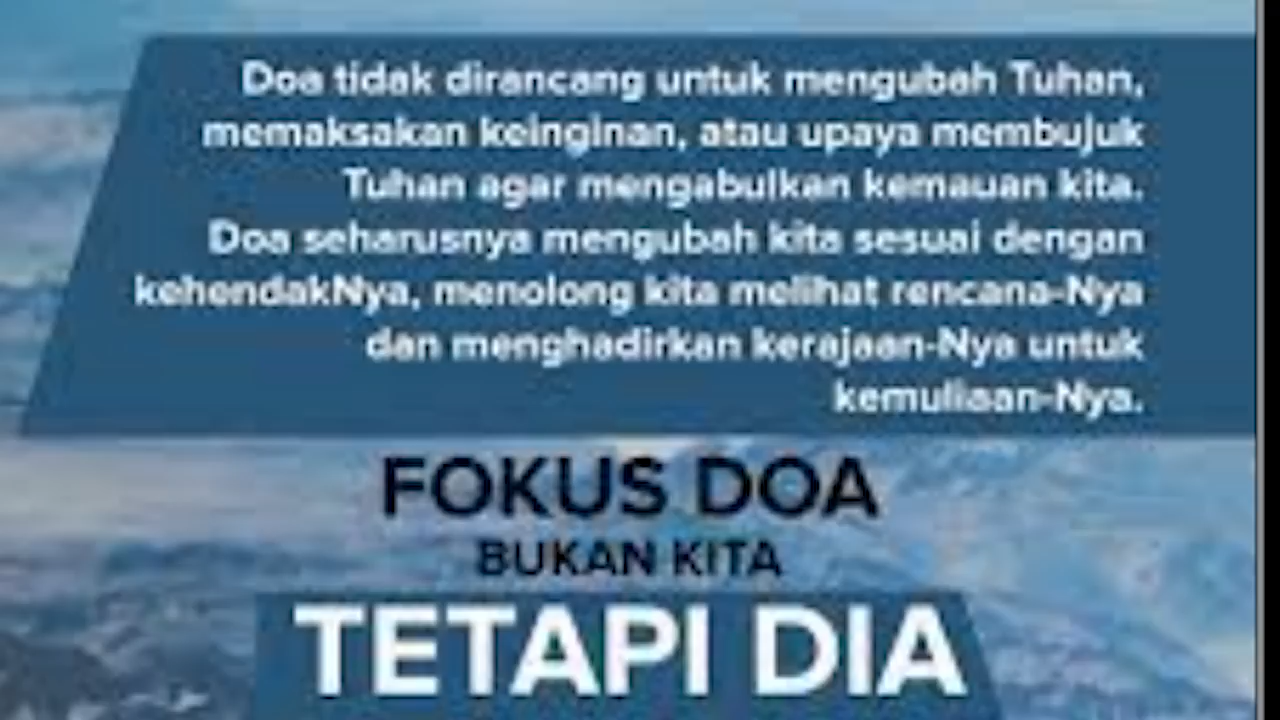 Doa tidak dirancang untuk mengubah Tuhan,
memaksakan keinginan, atau upaya membujuk
Tuhan agar mengabulkan kemauan kita.
Doa seharusnya mengubah kita sesuai dengan
kehendakNya, menolong kita melihat rencana-Nya
dan menghadirkan kerajaan-Nya untuk
kemuliaan-Nya.
FOKUS DOA
BUKAN KITA
TETAPI DIA